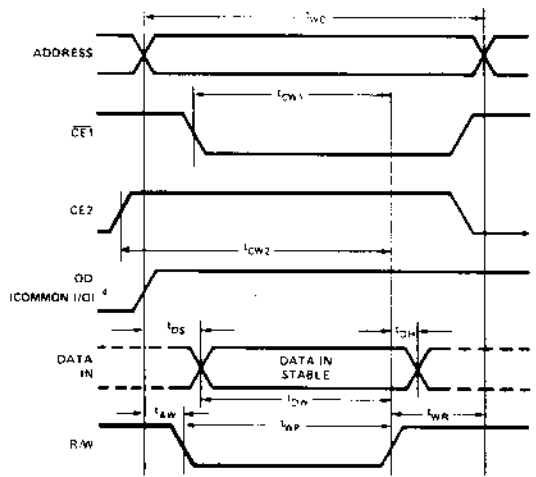 tWC
ADDRESS
tCW1
CE1
CE2
tCW2
OD
(COMMON I/O) 4
tDS
tDH
DATA
IN
DATA IN
STABLE
tDW
tAW
tWP
tWR
R/W